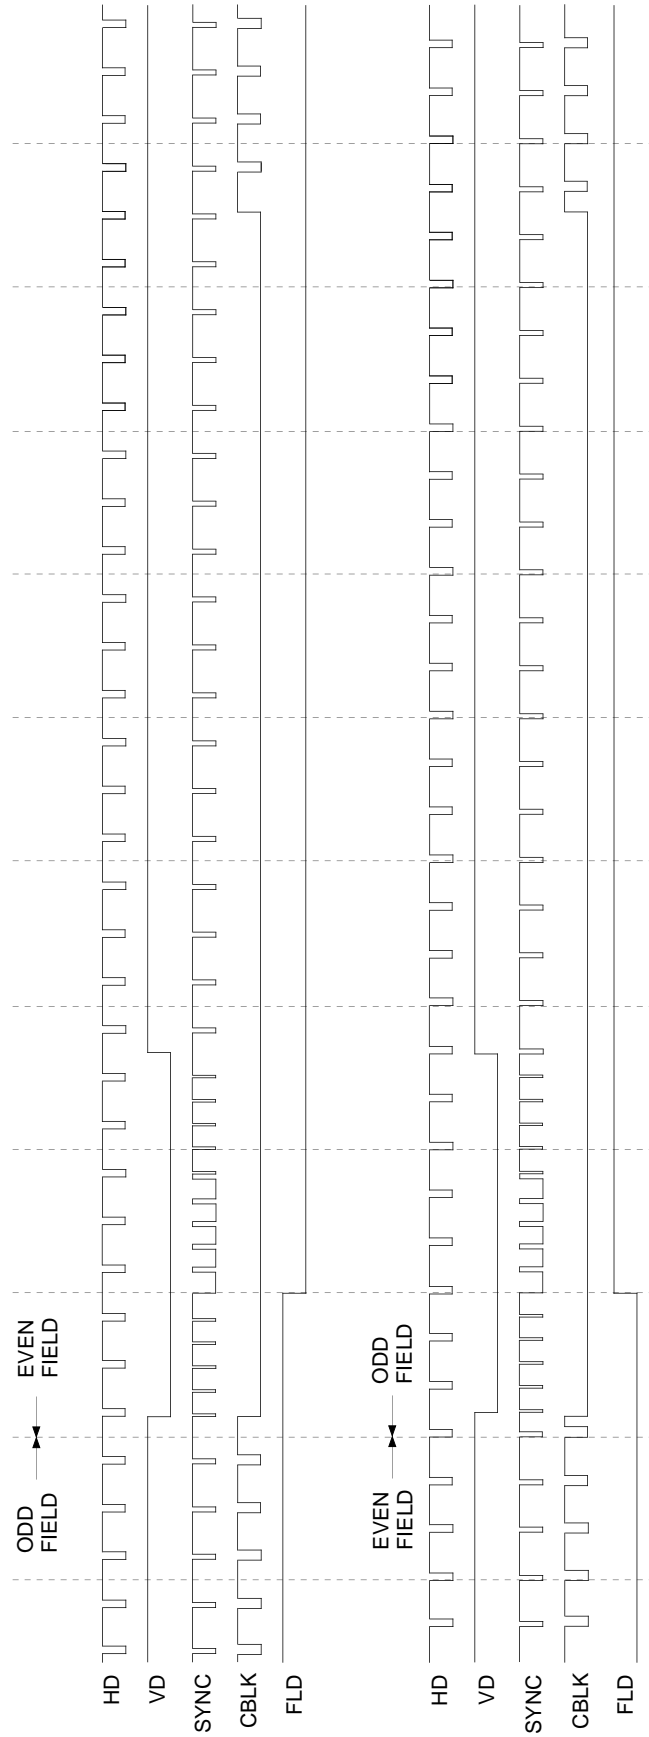 HD
VD
SYNC
CBLK
FLD
ODD
FIELD
EVEN
FIELD
HD
VD
SYNC
CBLK
FLD
EVEN
FIELD
ODD
FIELD